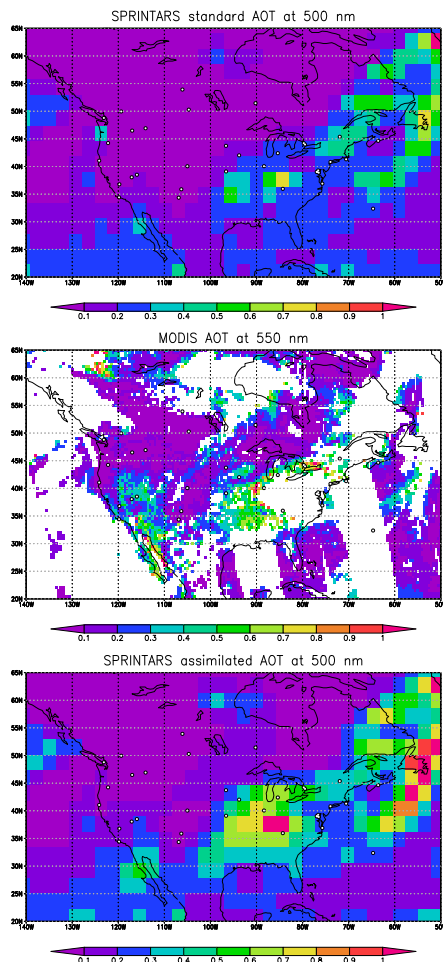 SPRINTARS standard AOT at 500 nm
65N
60N
55N
50N
45N
40N
35N
30N
25N
20N
140W 130W 120W 110W 100W 90W 80W 70W 60W 50W
0.1 0.2 0.3 0.4 0.5 0.6 0.7 0.8 0.9 1
MODIS AOT at 550 nm
65N
60N
55N
50N
45N
40N
35N
30N
25N
20N
140W 130W 120W 110W 100W 90W 80W 70W 60W 50W
0.1 0.2 0.3 0.4 0.5 0.6 0.7 0.8 0.9 1
SPRINTARS assimilated AOT at 500 nm
65N
60N
55N
50N
45N
40N
35N
30N
25N
20N
140W 130W 120W 110W 100W 90W 80W 70W 60W 50
0.1 0.2 0.3 0.4 0.5 0.6 0.7 0.8 0.9 1